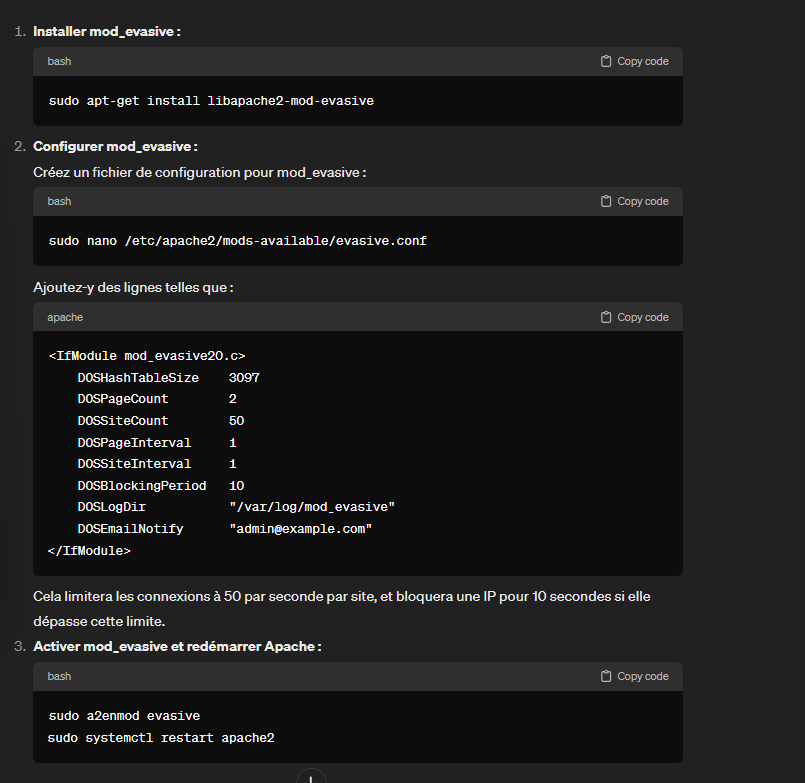 1. Installer mod_evasive :
bash Copy code
sudo apt-get install libapache2-mod-evasive
2. Configurer mod_evasive :
Créez un fichier de configuration pour mod_evasive :
bash Copy code
sudo nano /etc/apache2/mods-available/evasive.conf
Ajoutez-y des lignes telles que :
apache Copy code
<IfModule mod_evasive20.c>
    DOSHashTableSize    3097
    DOSPageCount        2
    DOSSiteCount        50
    DOSPageInterval     1
    DOSSiteInterval     1
    DOSBlockingPeriod   10
    DOSLogDir           "/var/log/mod_evasive"
    DOSEmailNotify      "admin@example.com"
</IfModule>
Cela limitera les connexions à 50 par seconde par site, et bloquera une IP pour 10 secondes si elle
dépasse cette limite.
3. Activer mod_evasive et redémarrer Apache :
bash Copy code
sudo a2enmod evasive
sudo systemctl restart apache2